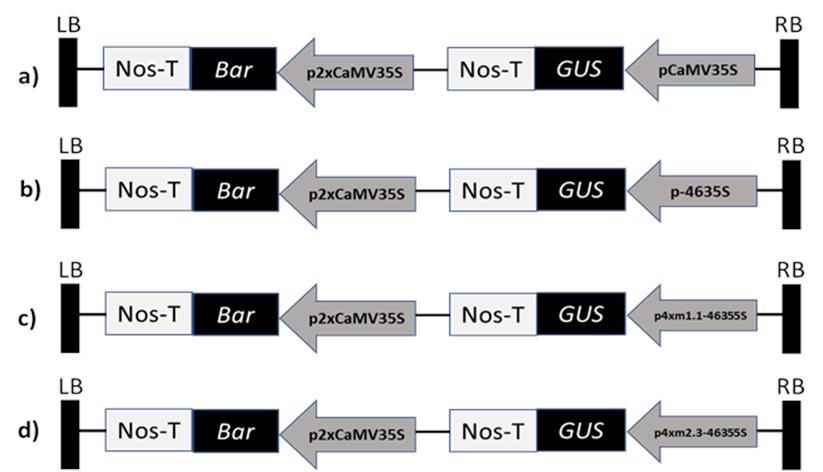 LB RB
a) Nos-T Bar p2xCaMV35S Nos-T GUS pCaMV35S
LB RB
b) Nos-T Bar p2xCaMV35S Nos-T GUS p-4635S
LB RB
c) Nos-T Bar p2xCaMV35S Nos-T GUS p4xm1.1-46355S
LB RB
d) Nos-T Bar p2xCaMV35S Nos-T GUS p4xm2.3-46355S